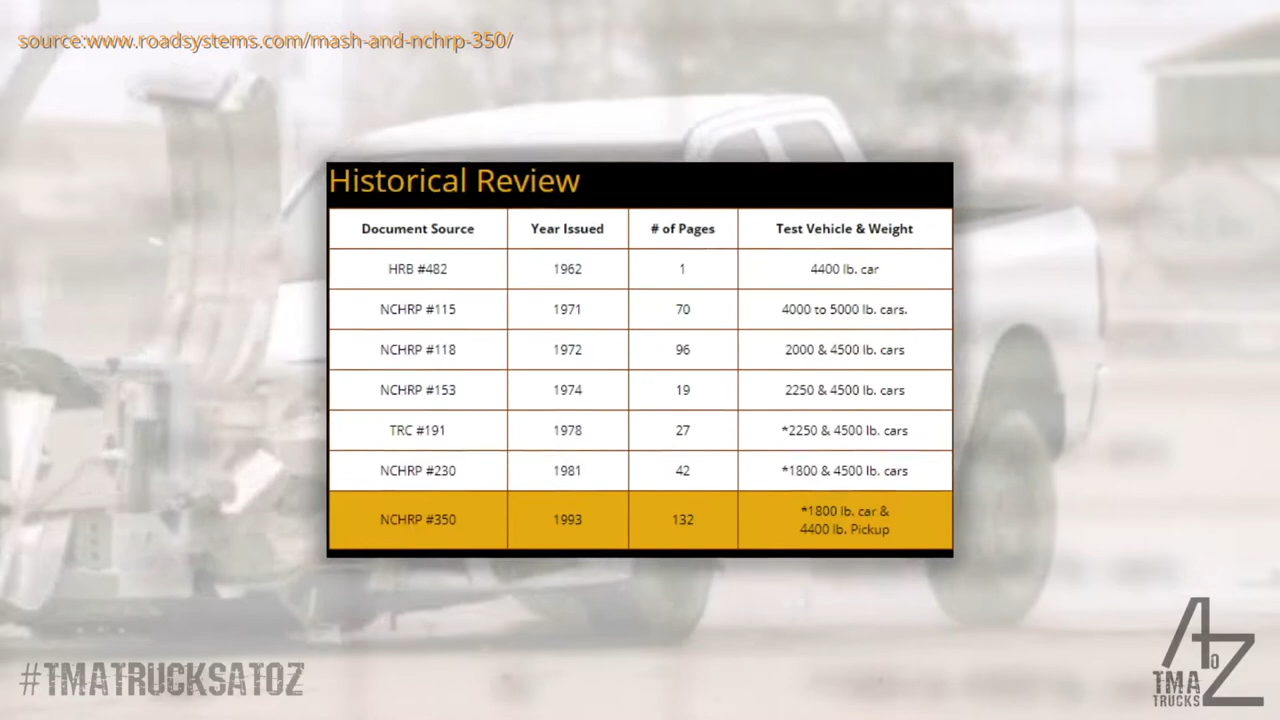 source:www.roadsystems.com/mash-and-nchrp-350/
Historical Review
Document Source Year Issued # of Pages Test Vehicle & Weight
HRB #482 1962 1 4400 lb. car
NCHRP #115 1971 70 4000 to 5000 lb. cars.
NCHRP #118 1972 96 2000 & 4500 lb. cars
NCHRP #153 1974 19 2250 & 4500 lb. cars
TRC #191 1978 27 *2250 & 4500 lb. cars
NCHRP #230 1981 42 *1800 & 4500 lb. cars
NCHRP #350 1993 132 *1800 lb. car &
4400 lb. Pickup
#TMATRUCKSATOZ
A TO Z
TMA
TRUCKS